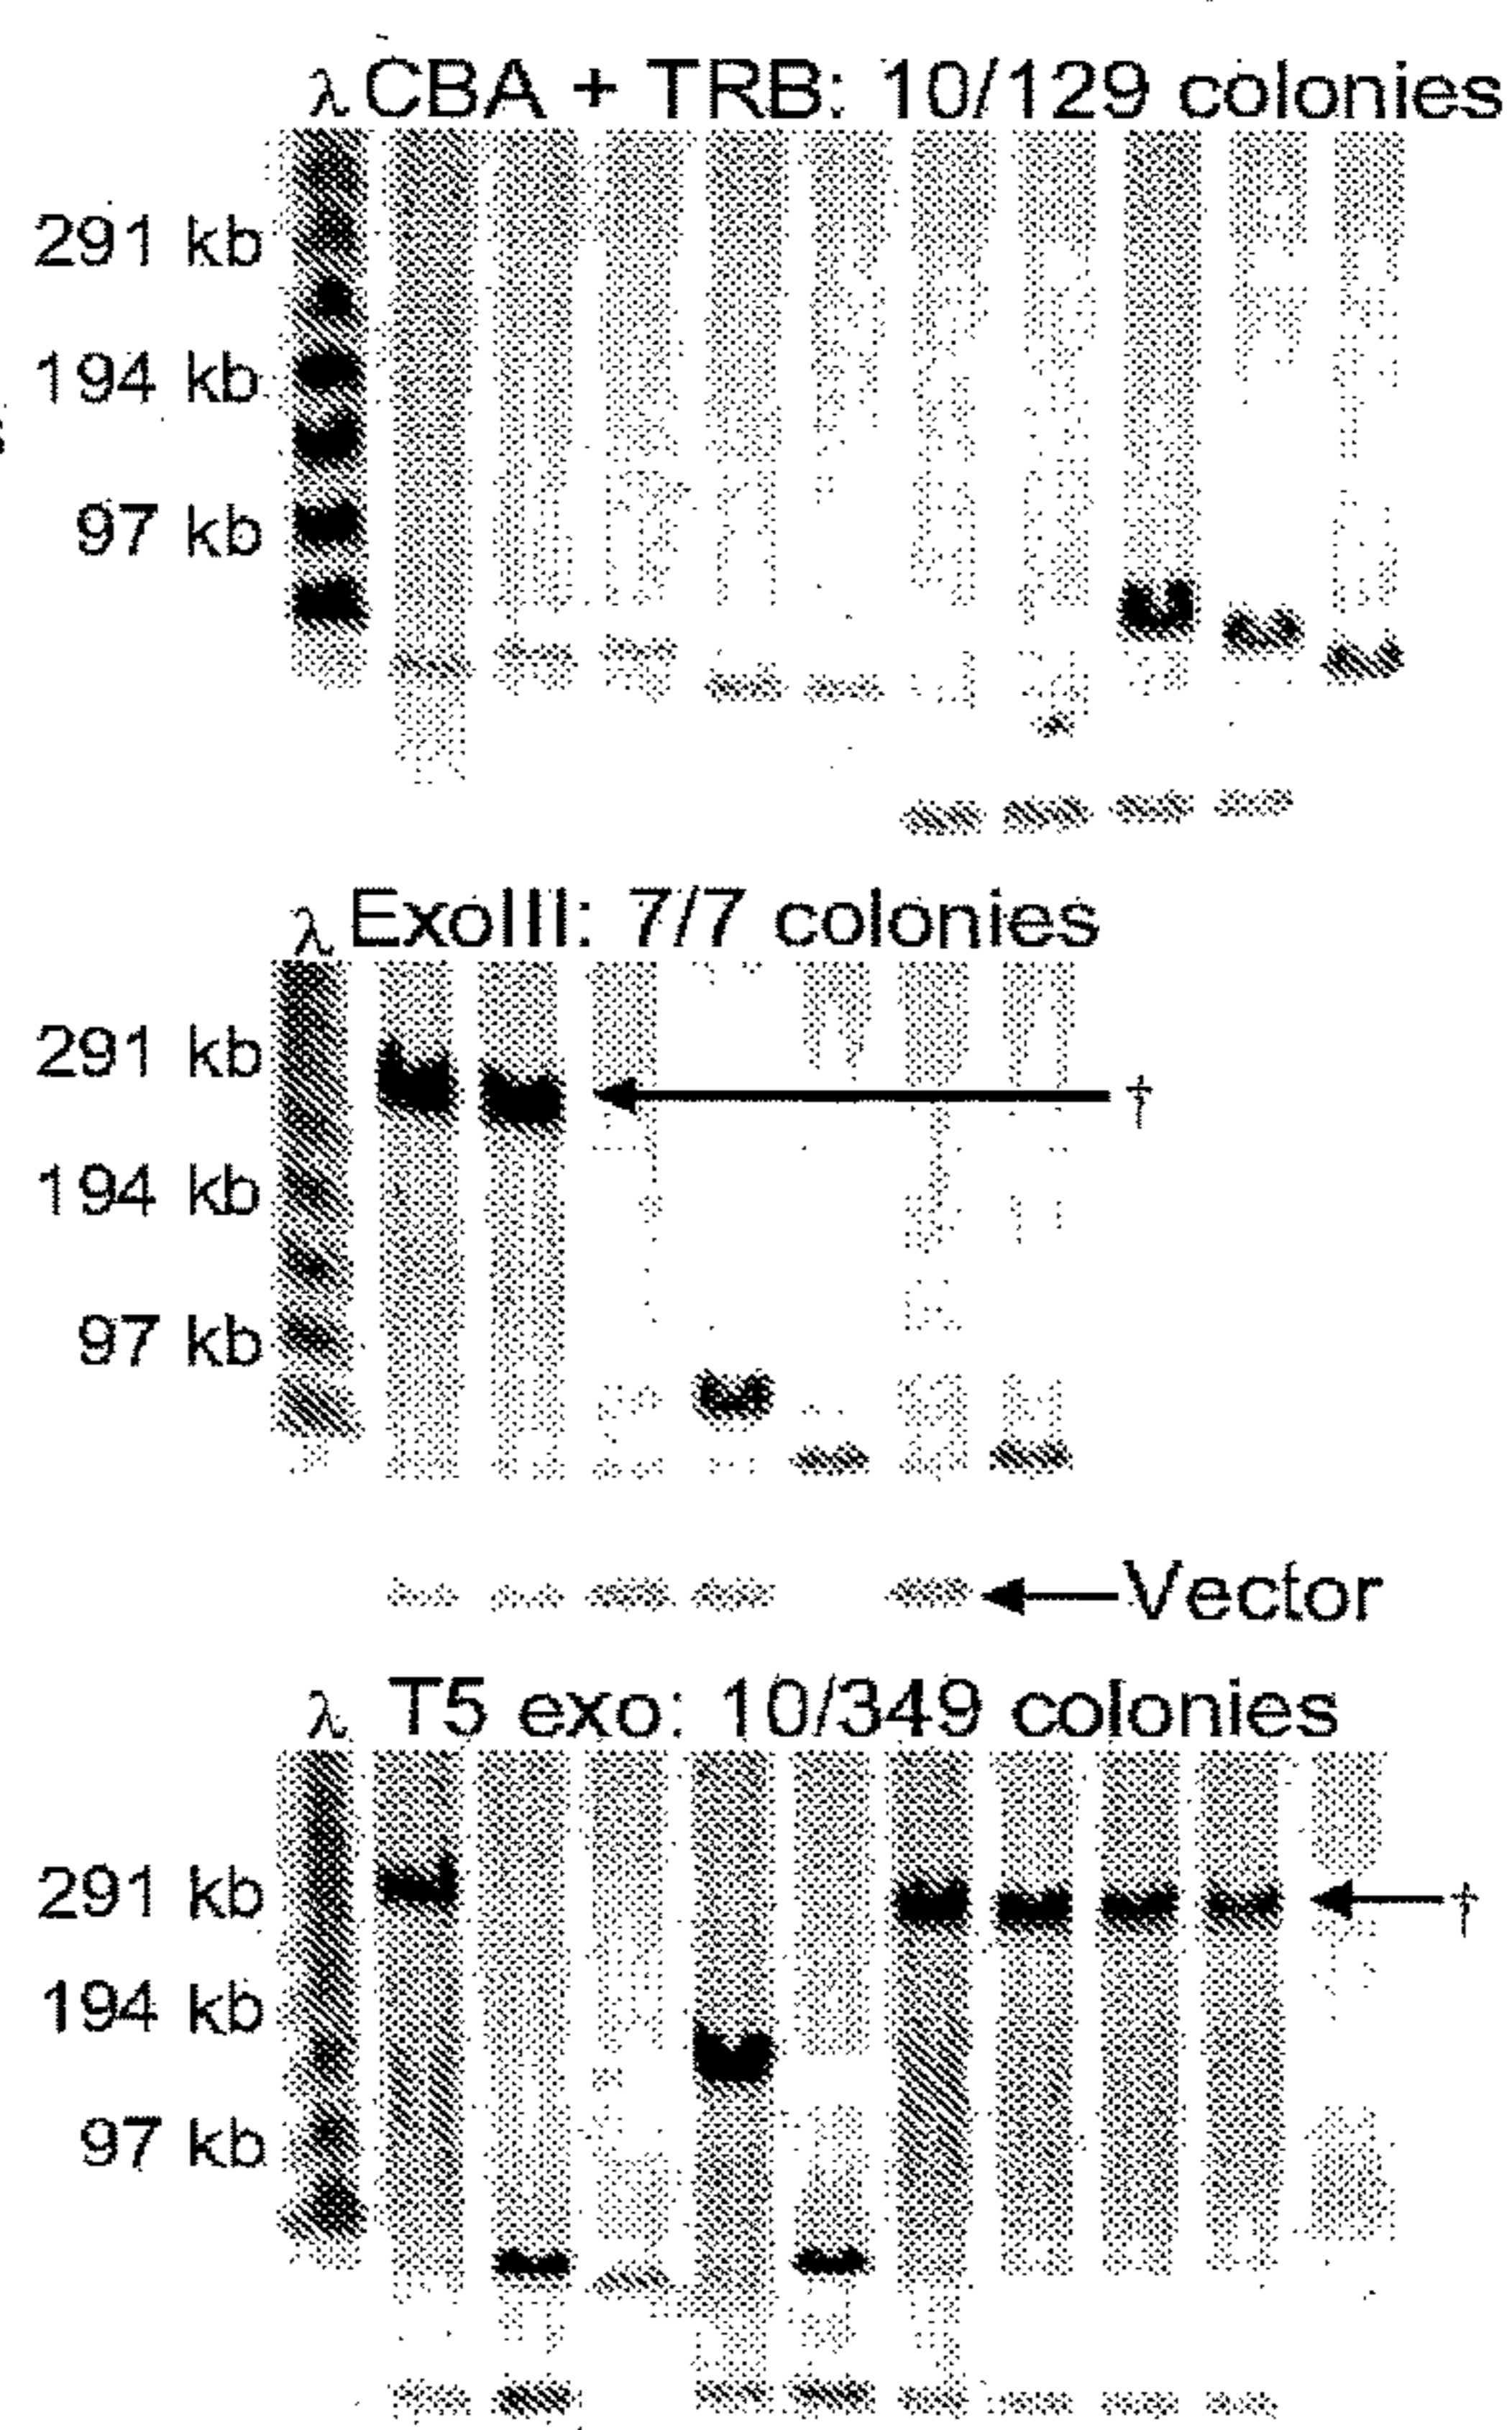 λ CBA + TRB: 10/129 colonies
291 kb
194 kb
97 kb
λ ExoIII: 7/7 colonies
291 kb
†
194 kb
97 kb
Vector
λ T5 exo: 10/349 colonies
291 kb
†
194 kb
97 kb